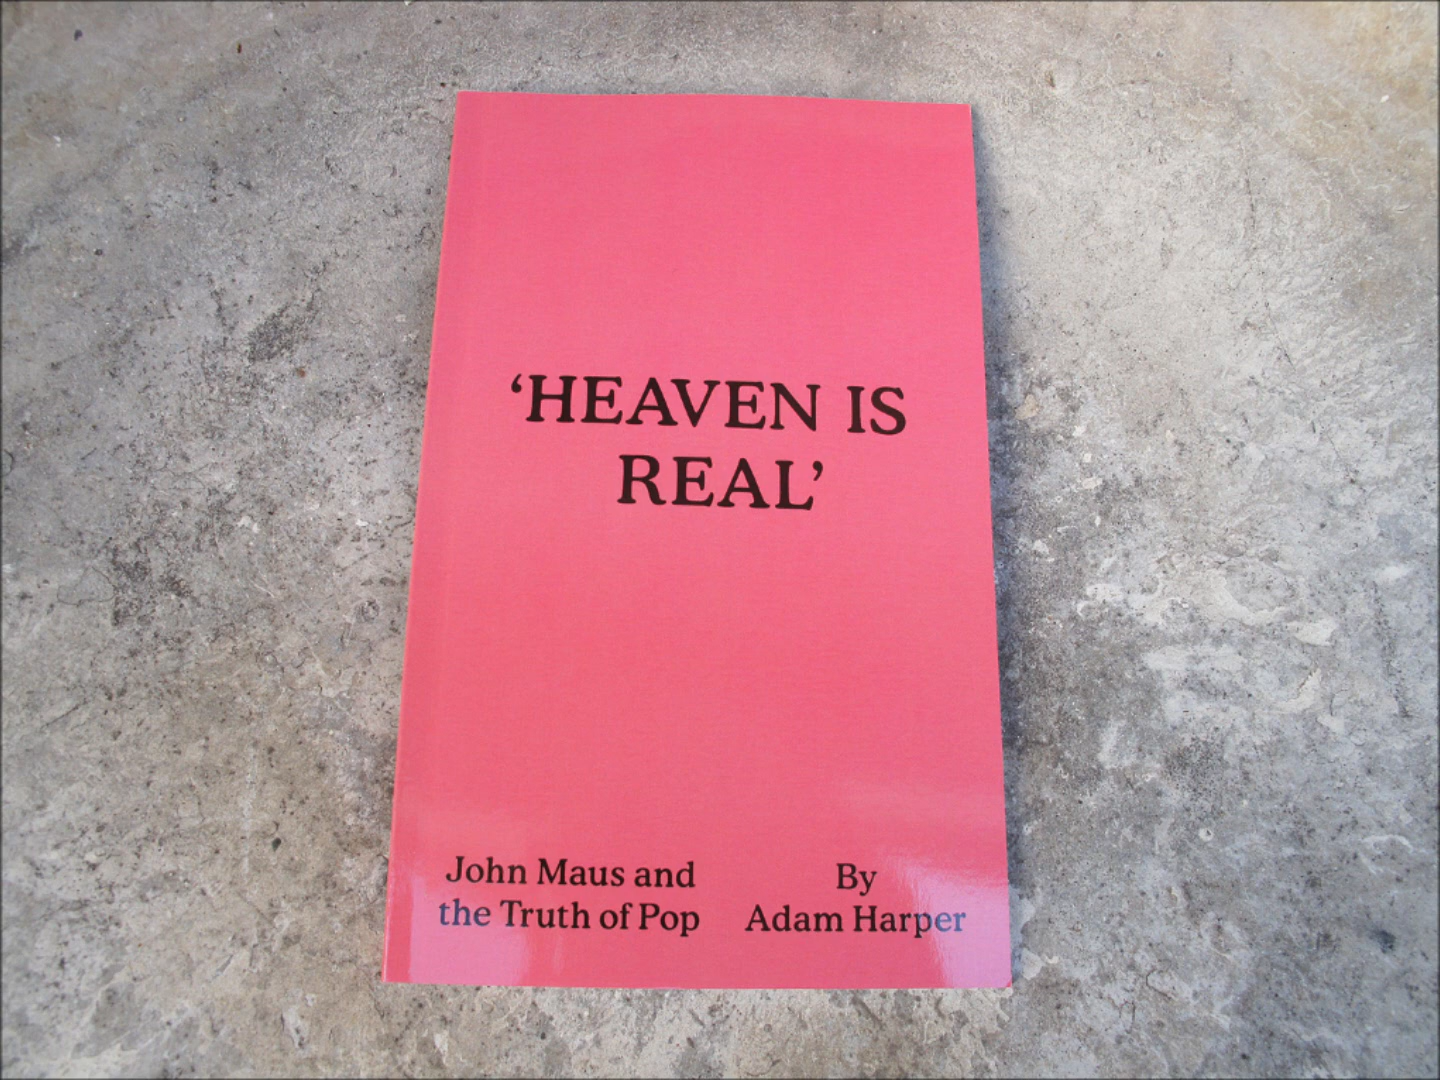 ‘HEAVEN IS
REAL’
John Maus and
the Truth of Pop
By
Adam Harper